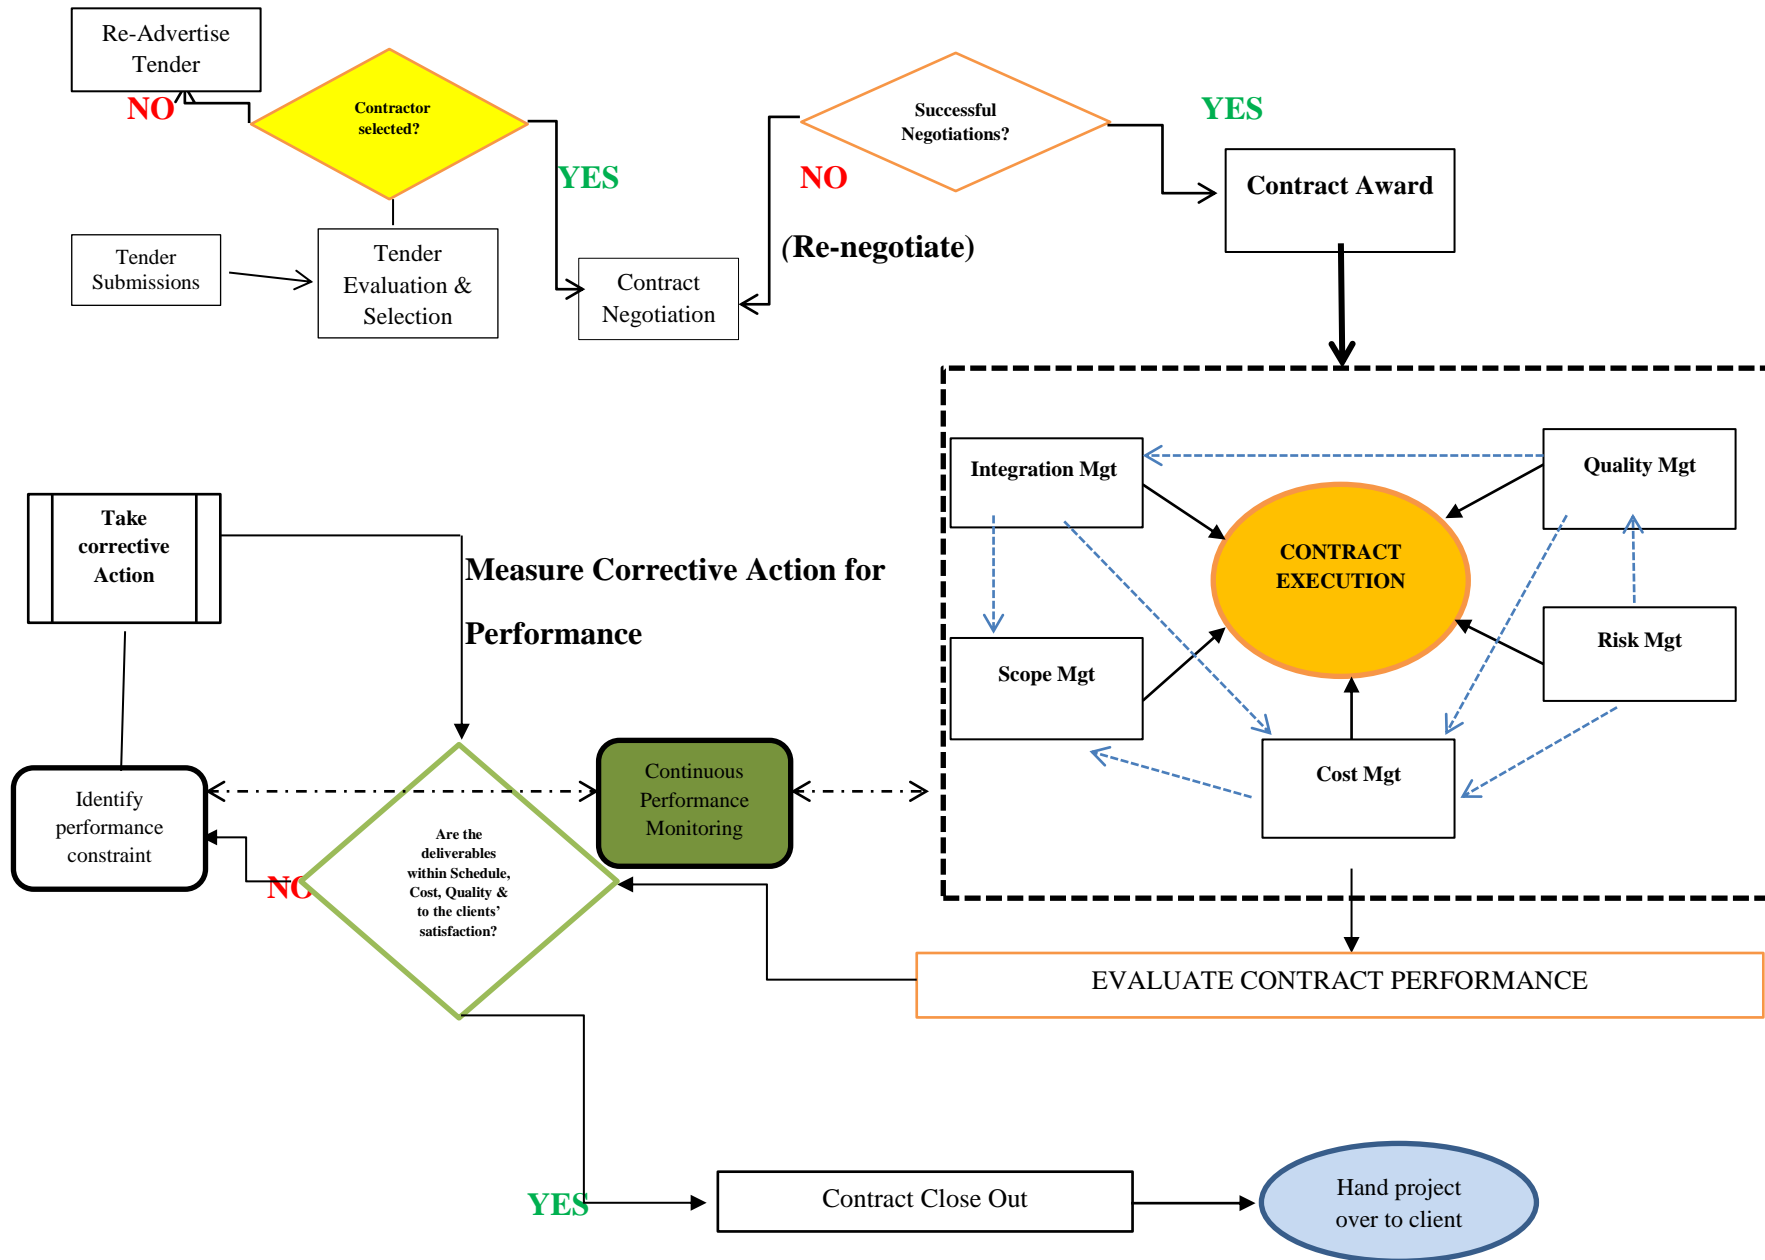 Re-Advertise
Tender
NO
Contractor
selected?
YES
Successful
Negotiations?
NO
(Re-negotiate)
YES
Contract Award
Tender
Submissions
Tender
Evaluation &
Selection
Contract
Negotiation
Integration Mgt
Quality Mgt
CONTRACT
EXECUTION
Scope Mgt
Risk Mgt
Cost Mgt
Take
corrective
Action
Measure Corrective Action for
Performance
Identify
performance
constraint
Continuous
Performance
Monitoring
Are the
deliverables
within Schedule,
Cost, Quality &
to the clients’
satisfaction?
NO
EVALUATE CONTRACT PERFORMANCE
YES
Contract Close Out
Hand project
over to client